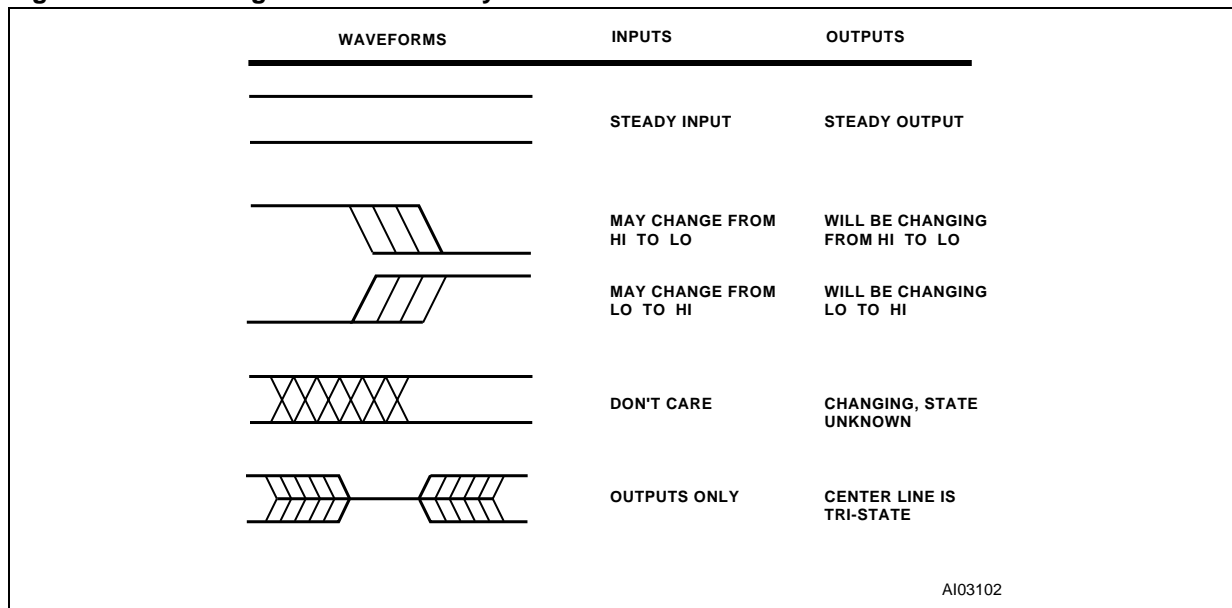 WAVEFORMS INPUTS OUTPUTS
STEADY INPUT STEADY OUTPUT
MAY CHANGE FROM WILL BE CHANGING
HI TO LO FROM HI TO LO
MAY CHANGE FROM WILL BE CHANGING
LO TO HI LO TO HI
DON'T CARE CHANGING, STATE
UNKNOWN
OUTPUTS ONLY CENTER LINE IS
TRI-STATE
AI03102